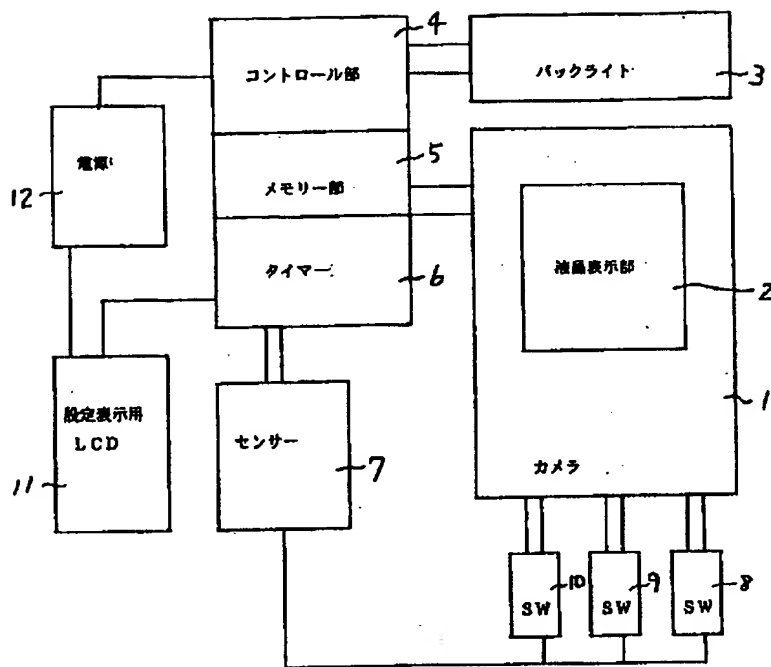 4
コントロール部
バックライト
3
電源
12
5
メモリー部
タイマー
6
液晶表示部
2
設定表示用
LCD
11
センサー
7
1
カメラ
10
SW
9
SW
8
SW